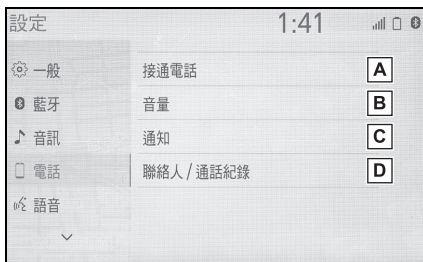 設定 1:41
一般 接通電話 A
藍牙 音量 B
音訊 通知 C
電話 聯絡人/通話紀錄 D
語音